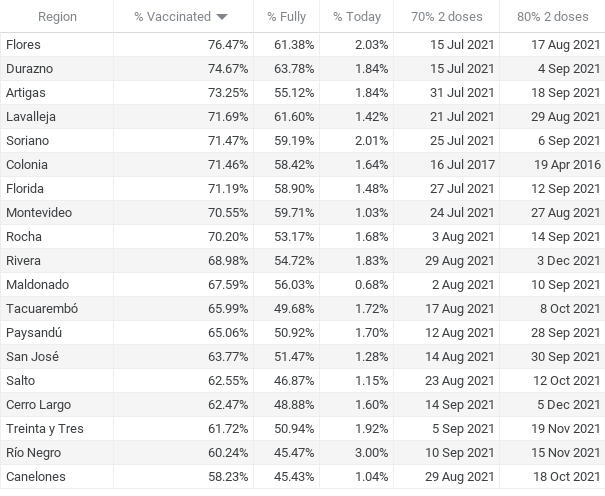 Region % Vaccinated % Fully % Today 70% 2 doses 80% 2 doses
Flores 76.47% 61.38% 2.03% 15 Jul 2021 17 Aug 2021
Durazno 74.67% 63.78% 1.84% 15 Jul 2021 4 Sep 2021
Artigas 73.25% 55.12% 1.84% 31 Jul 2021 18 Sep 2021
Lavalleja 71.69% 61.60% 1.42% 21 Jul 2021 29 Aug 2021
Soriano 71.47% 59.19% 2.01% 25 Jul 2021 6 Sep 2021
Colonia 71.46% 58.42% 1.64% 16 Jul 2017 19 Apr 2016
Florida 71.19% 58.90% 1.48% 27 Jul 2021 12 Sep 2021
Montevideo 70.55% 59.71% 1.03% 24 Jul 2021 27 Aug 2021
Rocha 70.20% 53.17% 1.68% 3 Aug 2021 14 Sep 2021
Rivera 68.98% 54.72% 1.83% 29 Aug 2021 3 Dec 2021
Maldonado 67.59% 56.03% 0.68% 2 Aug 2021 10 Sep 2021
Tacuarembó 65.99% 49.68% 1.72% 17 Aug 2021 8 Oct 2021
Paysandú 65.06% 50.92% 1.70% 12 Aug 2021 28 Sep 2021
San José 63.77% 51.47% 1.28% 14 Aug 2021 30 Sep 2021
Salto 62.55% 46.87% 1.15% 23 Aug 2021 12 Oct 2021
Cerro Largo 62.47% 48.88% 1.60% 14 Sep 2021 5 Dec 2021
Treinta y Tres 61.72% 50.94% 1.92% 5 Sep 2021 19 Nov 2021
Río Negro 60.24% 45.47% 3.00% 10 Sep 2021 15 Nov 2021
Canelones 58.23% 45.43% 1.04% 29 Aug 2021 18 Oct 2021